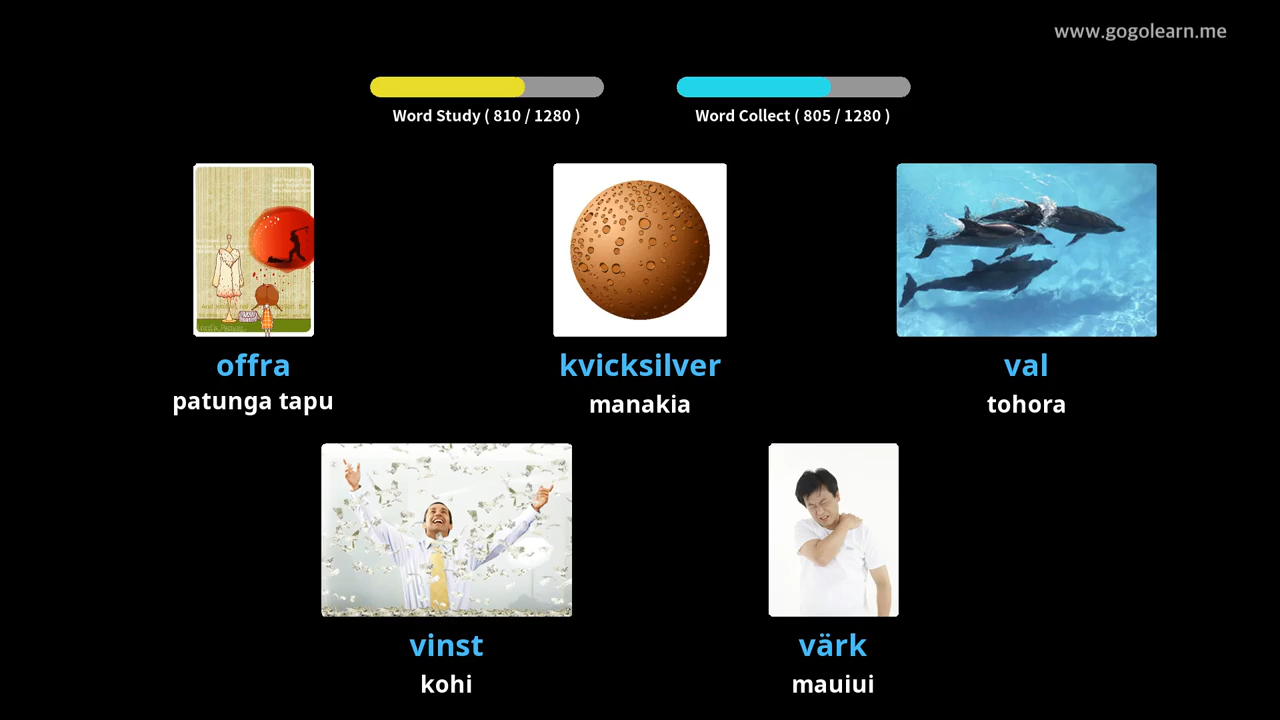 www.gogolearn.me
Word Study ( 810 / 1280 )
Word Collect ( 805 / 1280 )
offra
patunga tapu
kvicksilver
manakia
val
tohora
vinst
kohi
värk
mauiui